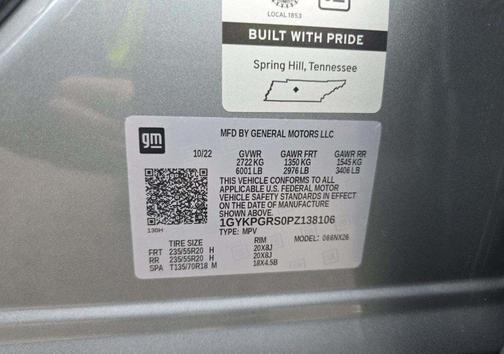 LOCAL 1853
BUILT WITH PRIDE
Spring Hill, Tennessee
gm
MFD BY GENERAL MOTORS LLC
10/22 GVWR GAWR FRT GAWR RR
2722 KG 1350 KG 1545 KG
6001 LB 2976 LB 3406 LB
THIS VEHICLE CONFORMS TO ALL
APPLICABLE U.S. FEDERAL MOTOR
VEHICLE SAFETY STANDARDS IN EFFECT
ON THE DATE OF MANUFACTURE
SHOWN ABOVE.
1GYKPGRS0PZ138106
TYPE: MPV MODEL: 066NX26
130H
TIRE SIZE RIM
FRT 235/55R20 H 20X8J
RR 235/55R20 H 20X8J
SPA T135/70R18 M 18X4.5B